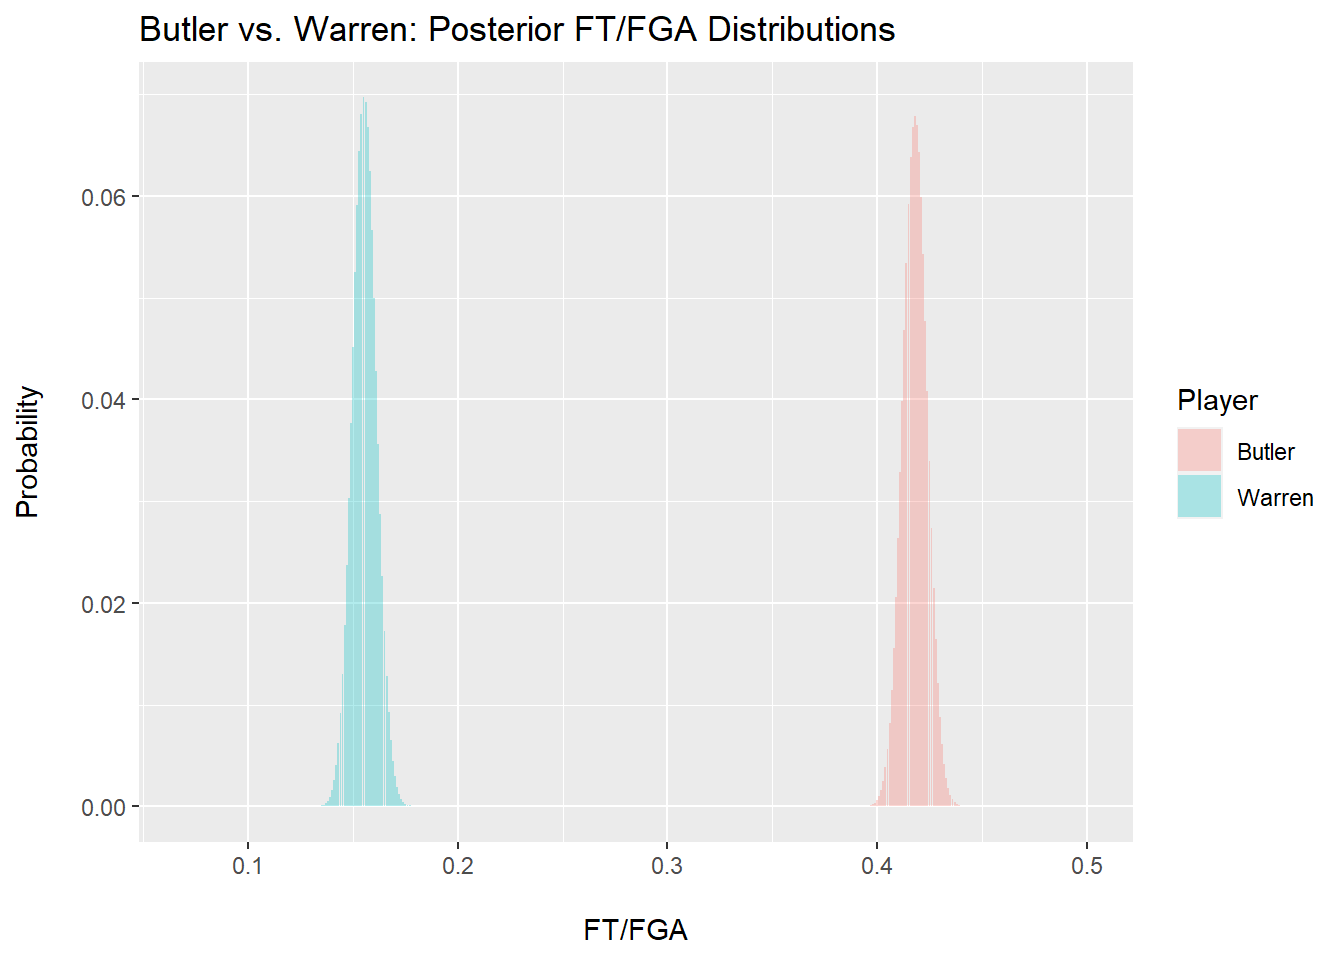 Butler vs. Warren: Posterior FT/FGA Distributions
Probability
0.06
0.04
0.02
0.00
0.1 0.2 0.3 0.4 0.5
FT/FGA
Player
Butler
Warren